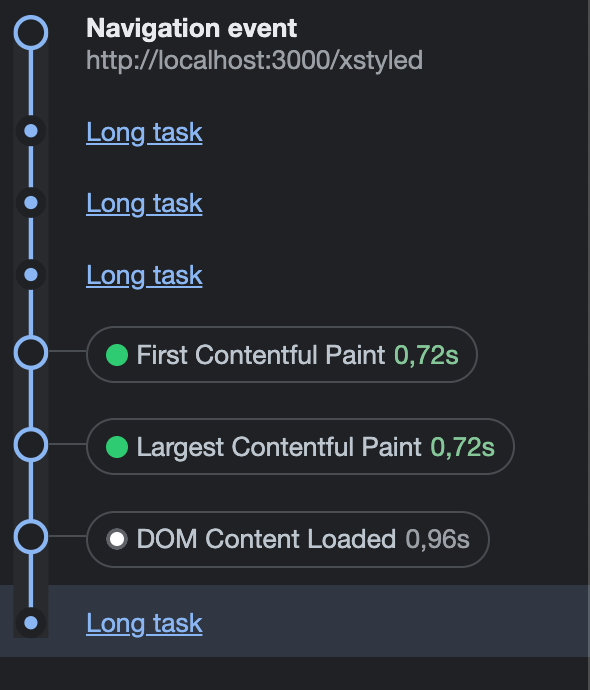 Navigation event
http://localhost:3000/xstyled
Long task
Long task
Long task
First Contentful Paint 0,72s
Largest Contentful Paint 0,72s
DOM Content Loaded 0,96s
Long task